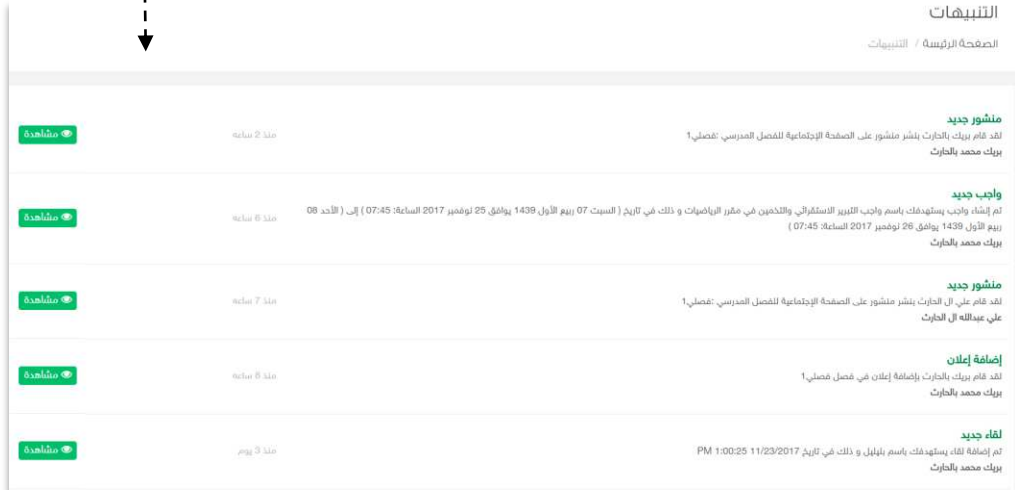 التنبيهات
الصفحة الرئيسة / التنبيهات
منشور جديد
لقد قام بريك بالحارث بنشر منشور على الصفحة الإجتماعية للفصل المدرسي :فصلي1
بريك محمد بالحارث
منذ 2 ساعه
مشاهدة
واجب جديد
تم إنشاء واجب يستهدفك باسم واجب التبرير الاستقرائي والتخمين في مقرر الرياضيات و ذلك في تاريخ ( السبت 07 ربيع الأول 1439 يوافق 25 نوفمبر 2017 الساعة: 07:45 ) إلى ( الأحد 08
ربيع الأول 1439 يوافق 26 نوفمبر 2017 الساعة: 07:45 )
بريك محمد بالحارث
منذ 6 ساعه
مشاهدة
منشور جديد
لقد قام علي ال الحارث بنشر منشور على الصفحة الإجتماعية للفصل المدرسي :فصلي1
علي عبدالله ال الحارث
منذ 7 ساعه
مشاهدة
إضافة إعلان
لقد قام بريك بالحارث بإضافة إعلان في فصل فصلي1
بريك محمد بالحارث
منذ 8 ساعه
مشاهدة
لقاء جديد
تم إضافة لقاء يستهدفك باسم بليليل و ذلك في تاريخ 11/23/2017 1:00:25 PM
بريك محمد بالحارث
منذ 3 يوم
مشاهدة